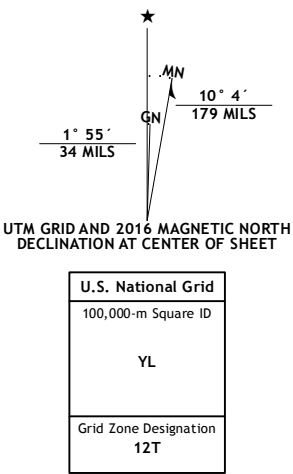 ★
MN
GN
10° 4´
179 MILS
1° 55´
34 MILS
UTM GRID AND 2016 MAGNETIC NORTH
DECLINATION AT CENTER OF SHEET
U.S. National Grid
100,000-m Square ID
YL
Grid Zone Designation
12T